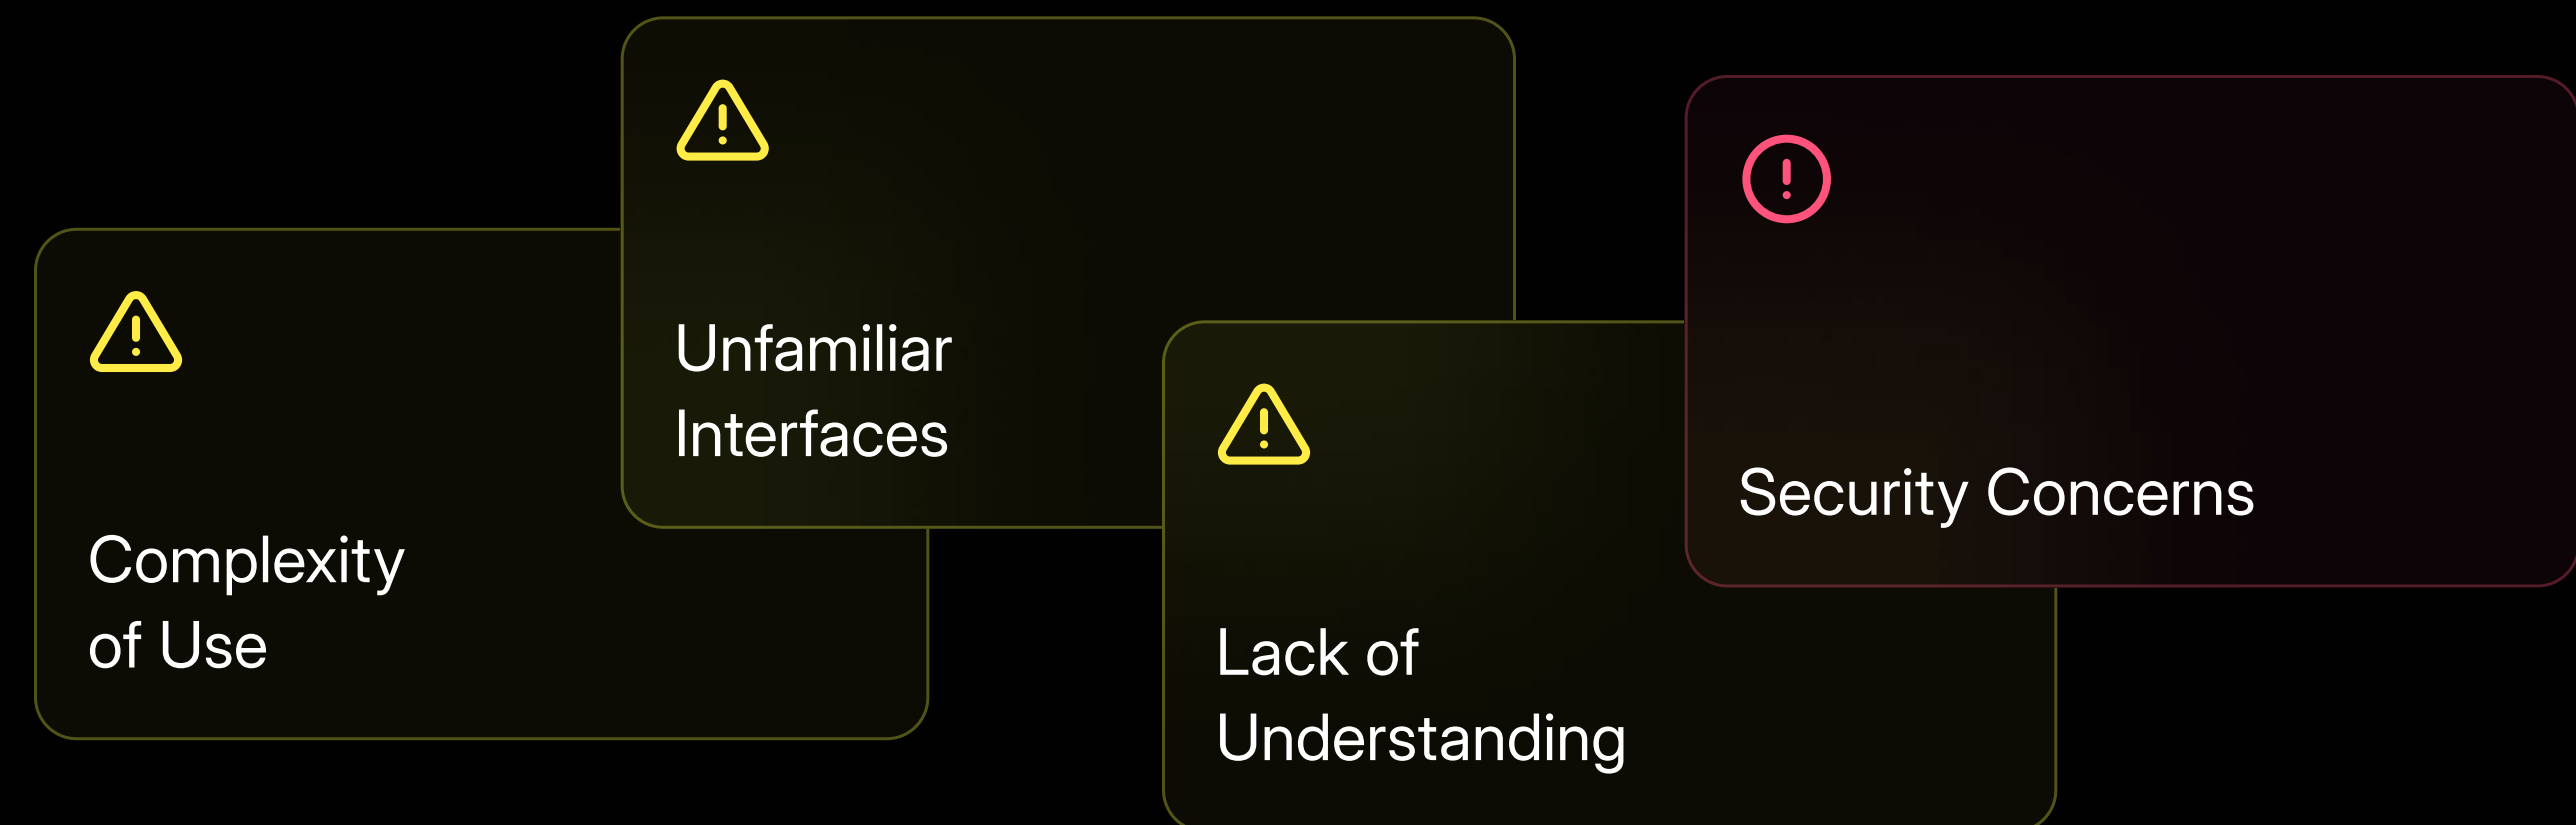 Complexity
of Use
Unfamiliar
Interfaces
Lack of
Understanding
Security Concerns